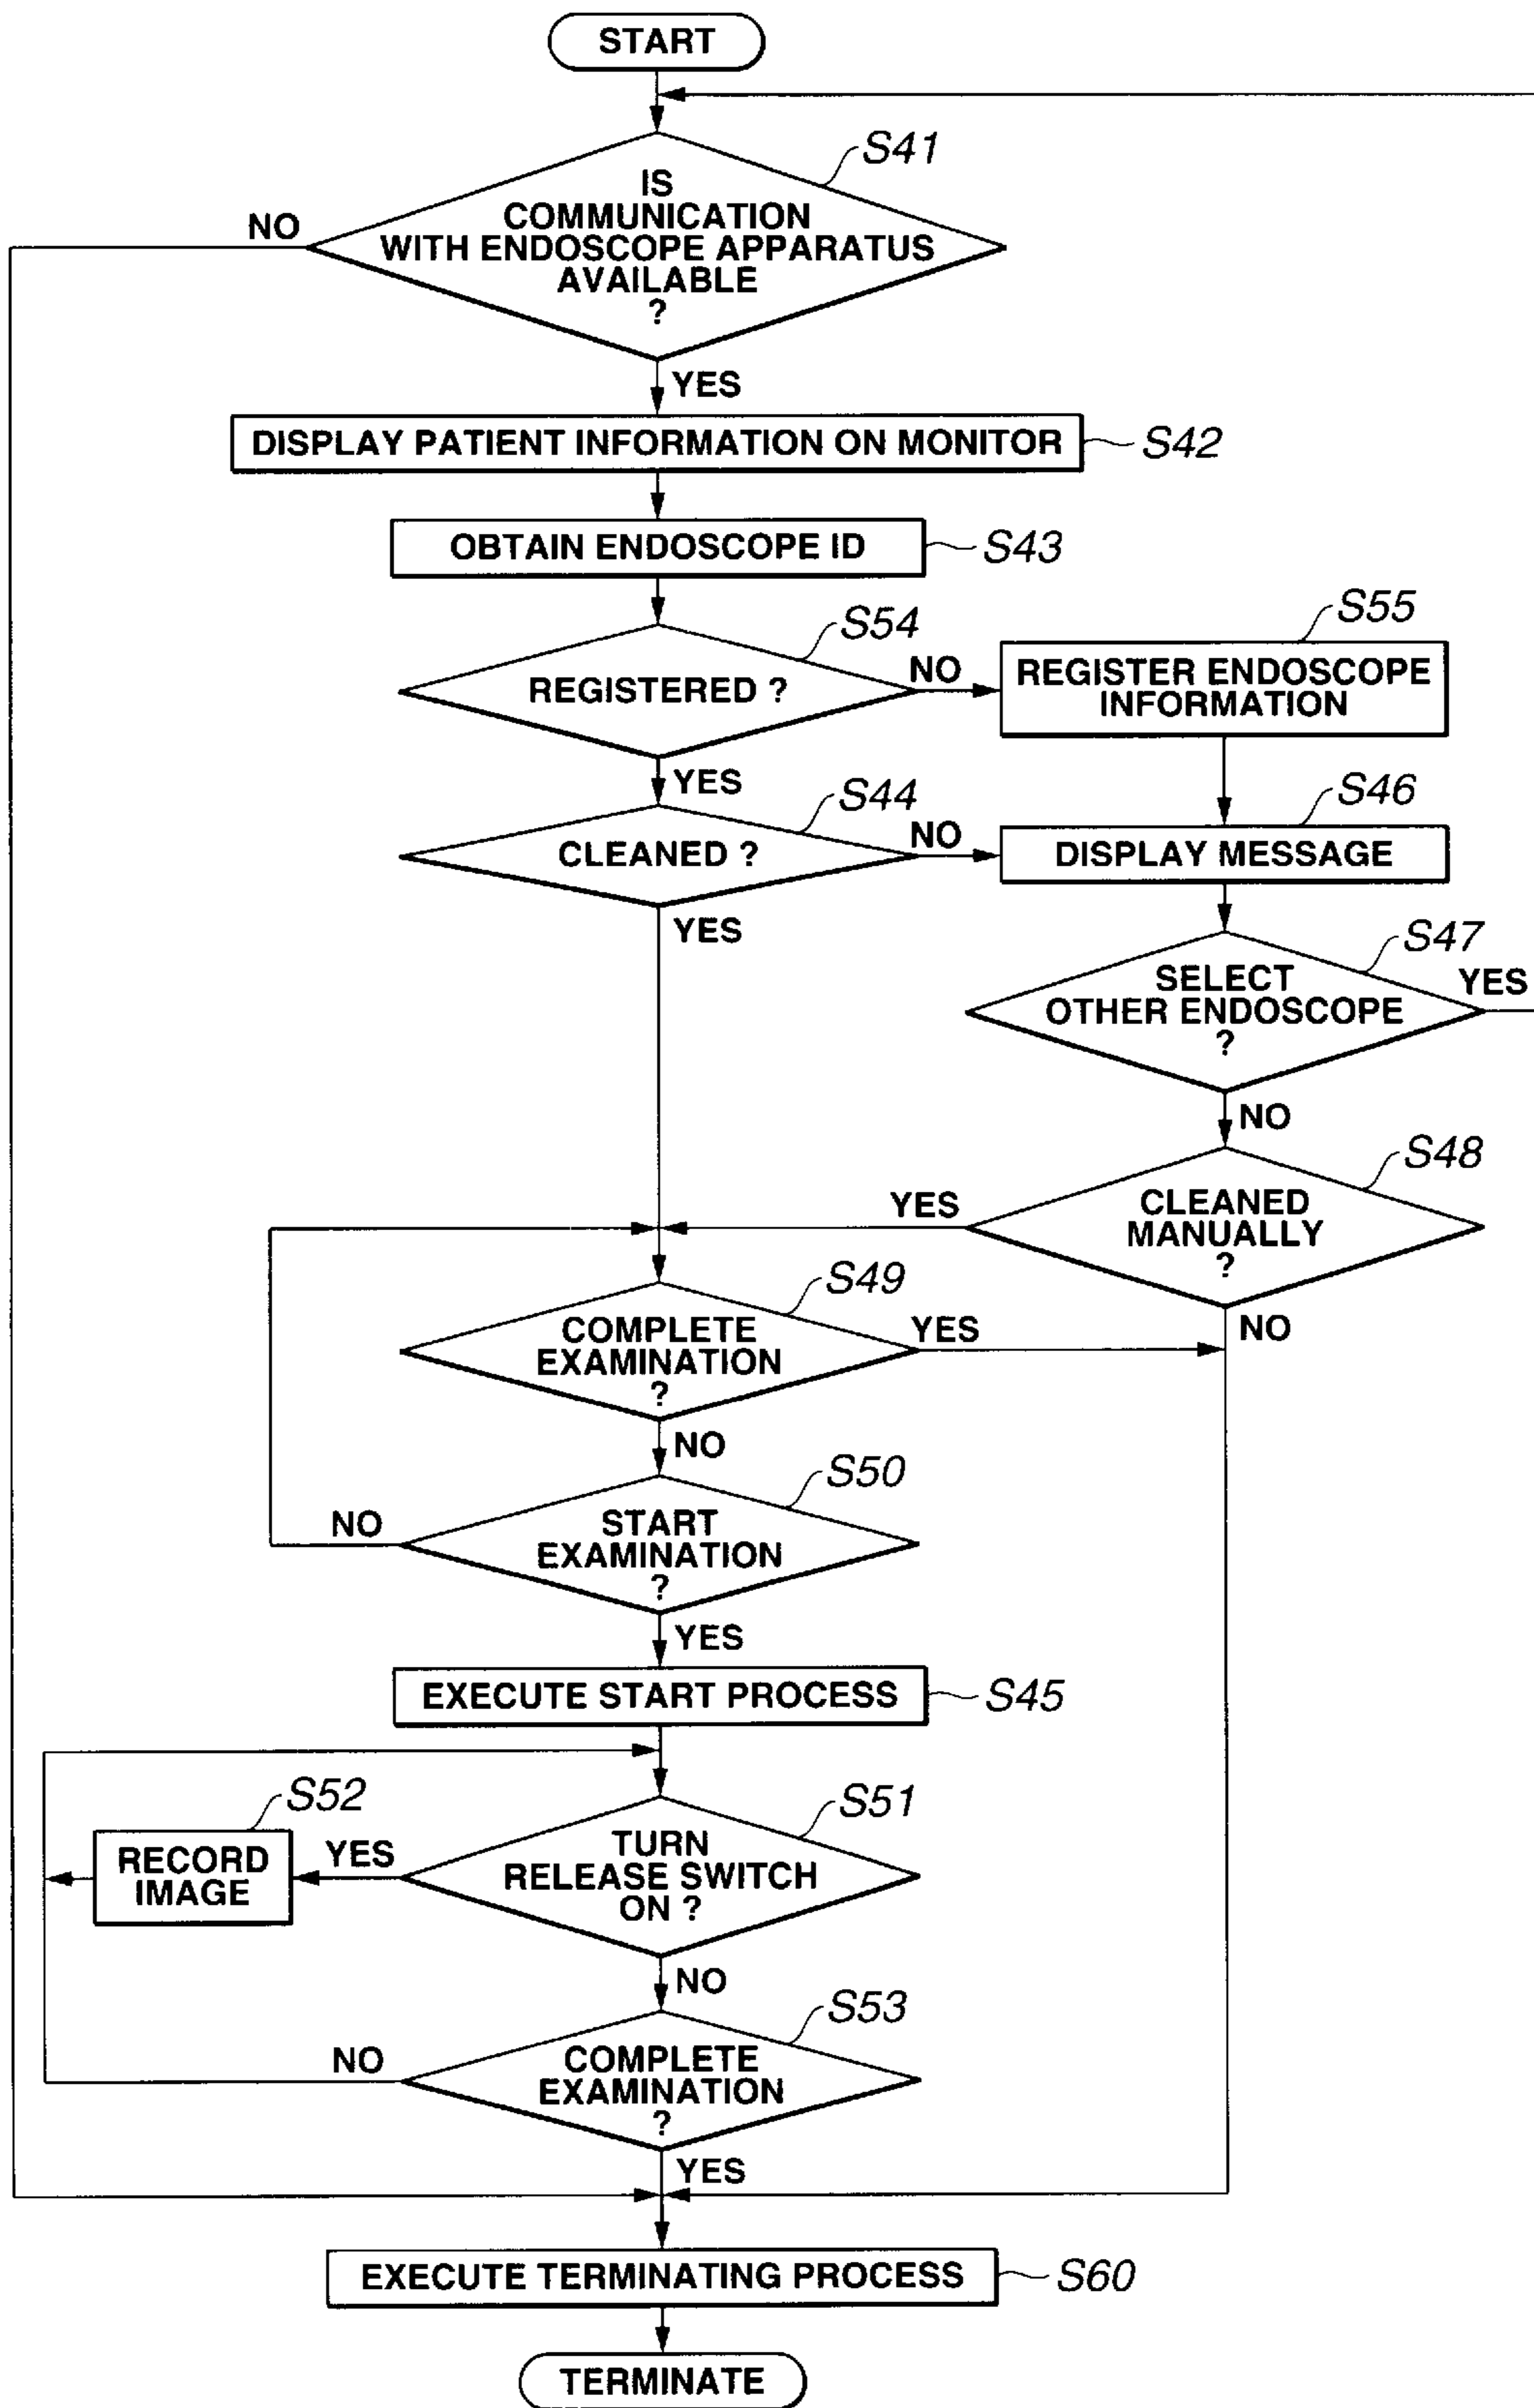 START
S41
IS
COMMUNICATION
WITH ENDOSCOPE APPARATUS
AVAILABLE
?
NO
YES
DISPLAY PATIENT INFORMATION ON MONITOR
S42
OBTAIN ENDOSCOPE ID
S43
S54
REGISTERED ?
NO
YES
S55
REGISTER ENDOSCOPE
INFORMATION
S44
CLEANED ?
NO
YES
S46
DISPLAY MESSAGE
S47
SELECT
OTHER ENDOSCOPE
?
YES
NO
S48
CLEANED
MANUALLY
?
YES
NO
S49
COMPLETE
EXAMINATION
?
YES
NO
S50
START
EXAMINATION
?
NO
YES
EXECUTE START PROCESS
S45
S51
TURN
RELEASE SWITCH
ON ?
YES
S52
RECORD
IMAGE
NO
S53
COMPLETE
EXAMINATION
?
NO
YES
EXECUTE TERMINATING PROCESS
S60
TERMINATE